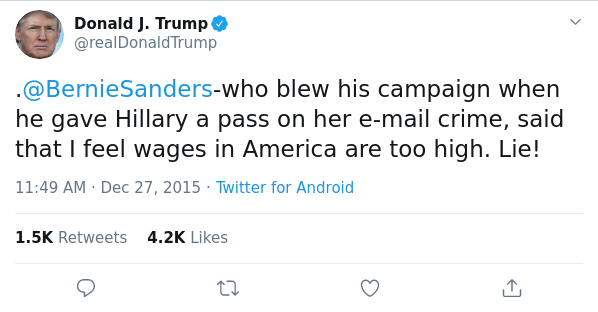 Donald J. Trump
@realDonaldTrump
.@BernieSanders-who blew his campaign when
he gave Hillary a pass on her e-mail crime, said
that I feel wages in America are too high. Lie!
11:49 AM · Dec 27, 2015 · Twitter for Android
1.5K Retweets 4.2K Likes